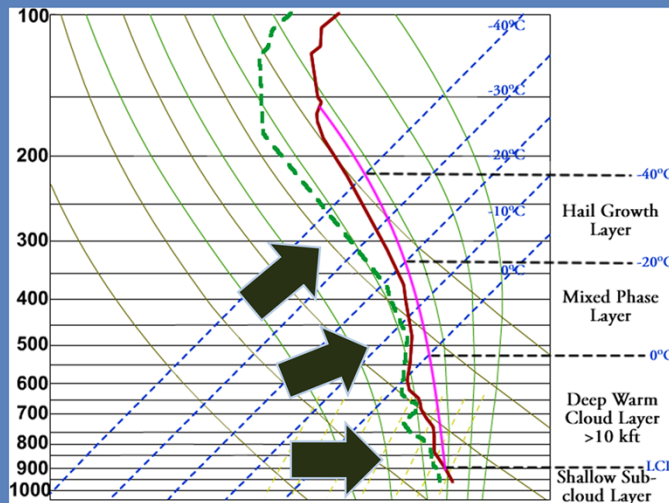 100
200
300
400
500
600
700
800
900
1000
-40ºC
-30ºC
20ºC
-10ºC
0ºC
-40ºC
Hail Growth
Layer
-20ºC
Mixed Phase
Layer
0ºC
Deep Warm
Cloud Layer
>10 kft
LCL
Shallow Sub-
cloud Layer